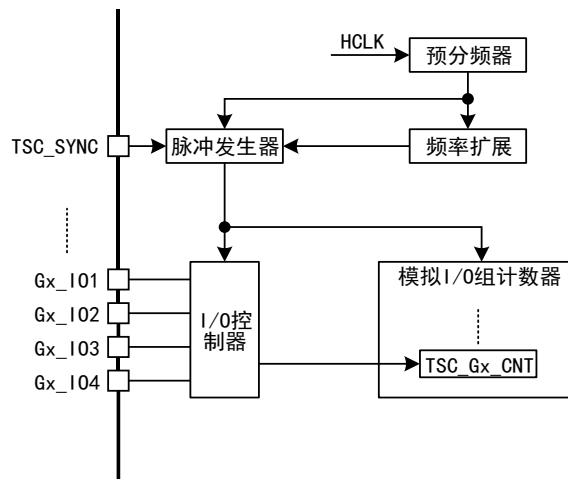 HCLK
预分频器
TSC_SYNC
脉冲发生器
频率扩展
Gx_IO1
Gx_IO2
Gx_IO3
Gx_IO4
I/O控
制器
模拟I/O组计数器
TSC_Gx_CNT